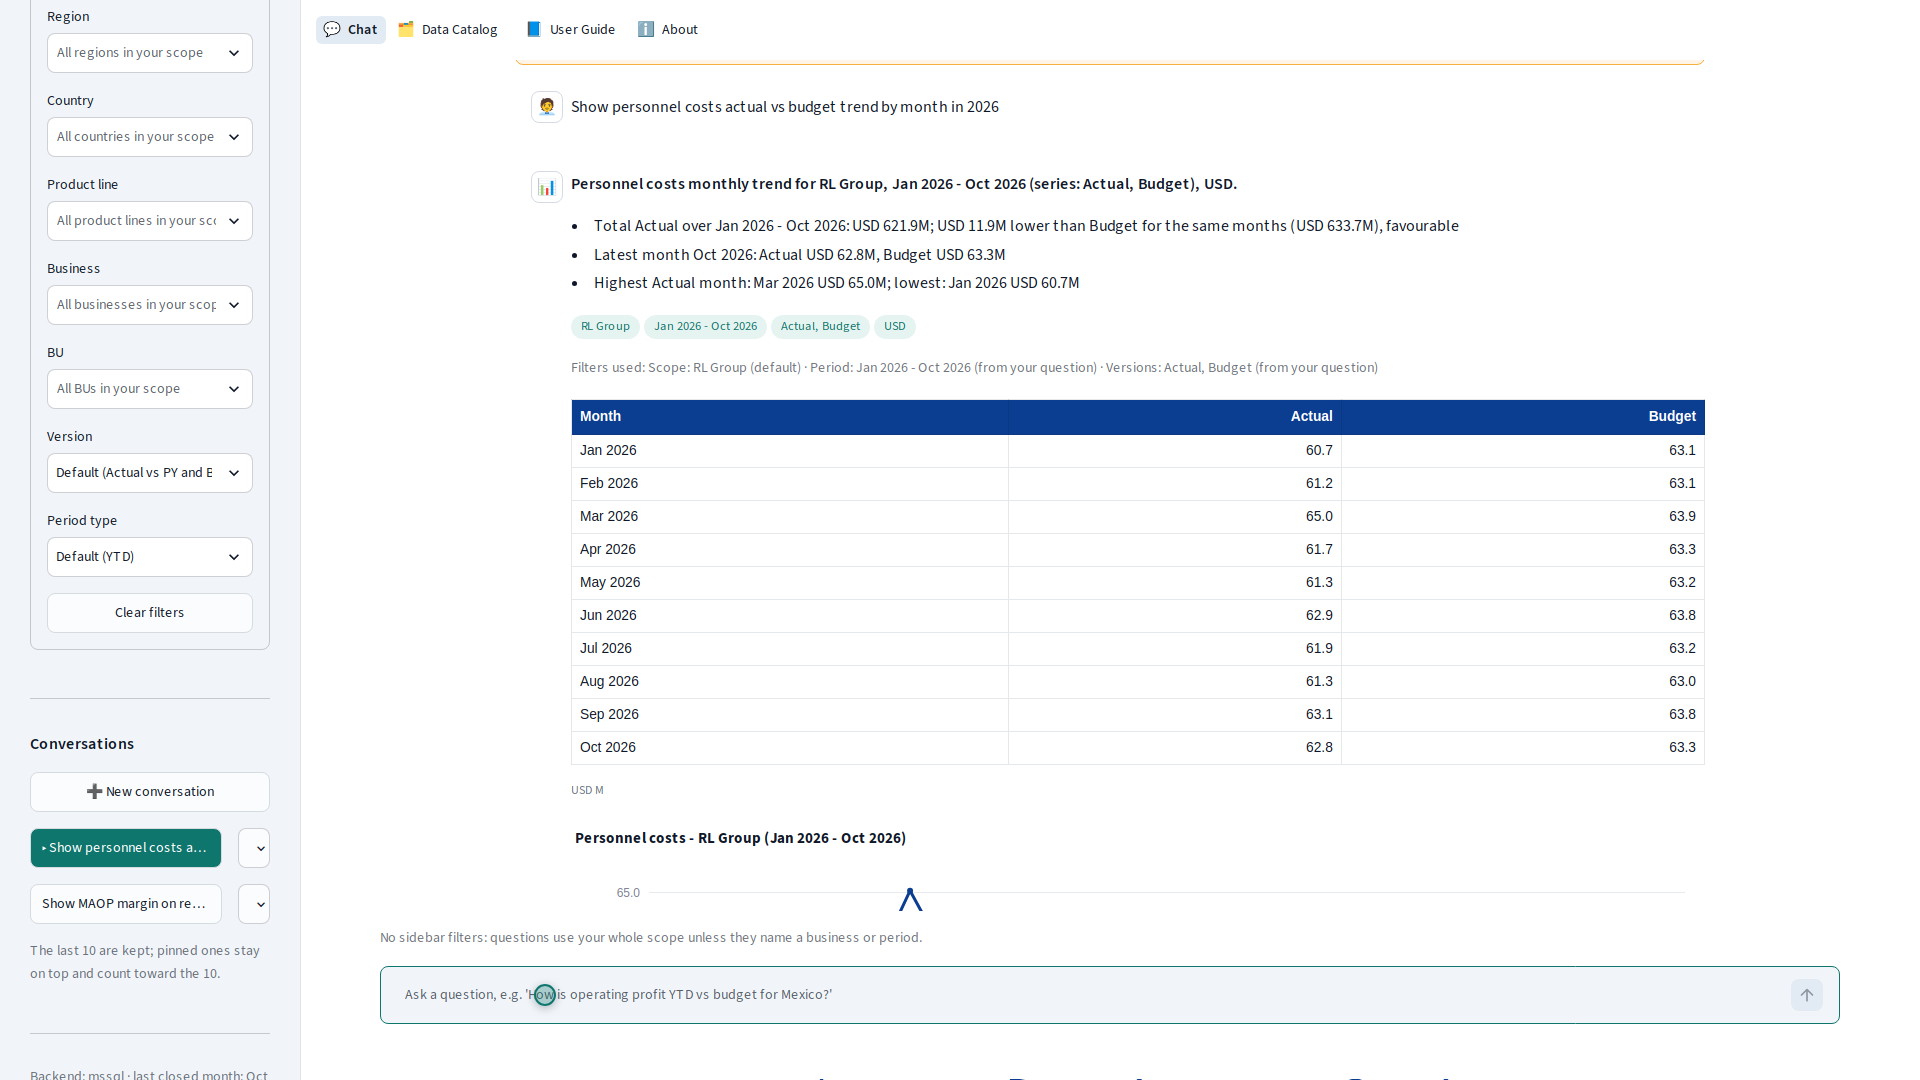 Region
All regions in your scope
Country
All countries in your scope
Product line
All product lines in your sc
Business
All businesses in your scop
BU
All BUs in your scope
Version
Default (Actual vs PY and B
Period type
Default (YTD)
Clear filters
Conversations
➕ New conversation
▸ Show personnel costs a…
Show MAOP margin on re…
The last 10 are kept; pinned ones stay
on top and count toward the 10.
Backend: mssql · last closed month: Oct
Chat
Data Catalog
User Guide
About
Show personnel costs actual vs budget trend by month in 2026
Personnel costs monthly trend for RL Group, Jan 2026 - Oct 2026 (series: Actual, Budget), USD.
• Total Actual over Jan 2026 - Oct 2026: USD 621.9M; USD 11.9M lower than Budget for the same months (USD 633.7M), favourable
• Latest month Oct 2026: Actual USD 62.8M, Budget USD 63.3M
• Highest Actual month: Mar 2026 USD 65.0M; lowest: Jan 2026 USD 60.7M
RL Group Jan 2026 - Oct 2026 Actual, Budget USD
Filters used: Scope: RL Group (default) · Period: Jan 2026 - Oct 2026 (from your question) · Versions: Actual, Budget (from your question)
Month Actual Budget
Jan 2026 60.7 63.1
Feb 2026 61.2 63.1
Mar 2026 65.0 63.9
Apr 2026 61.7 63.3
May 2026 61.3 63.2
Jun 2026 62.9 63.8
Jul 2026 61.9 63.2
Aug 2026 61.3 63.0
Sep 2026 63.1 63.8
Oct 2026 62.8 63.3
USD M
Personnel costs - RL Group (Jan 2026 - Oct 2026)
65.0
No sidebar filters: questions use your whole scope unless they name a business or period.
Ask a question, e.g. 'How is operating profit YTD vs budget for Mexico?'